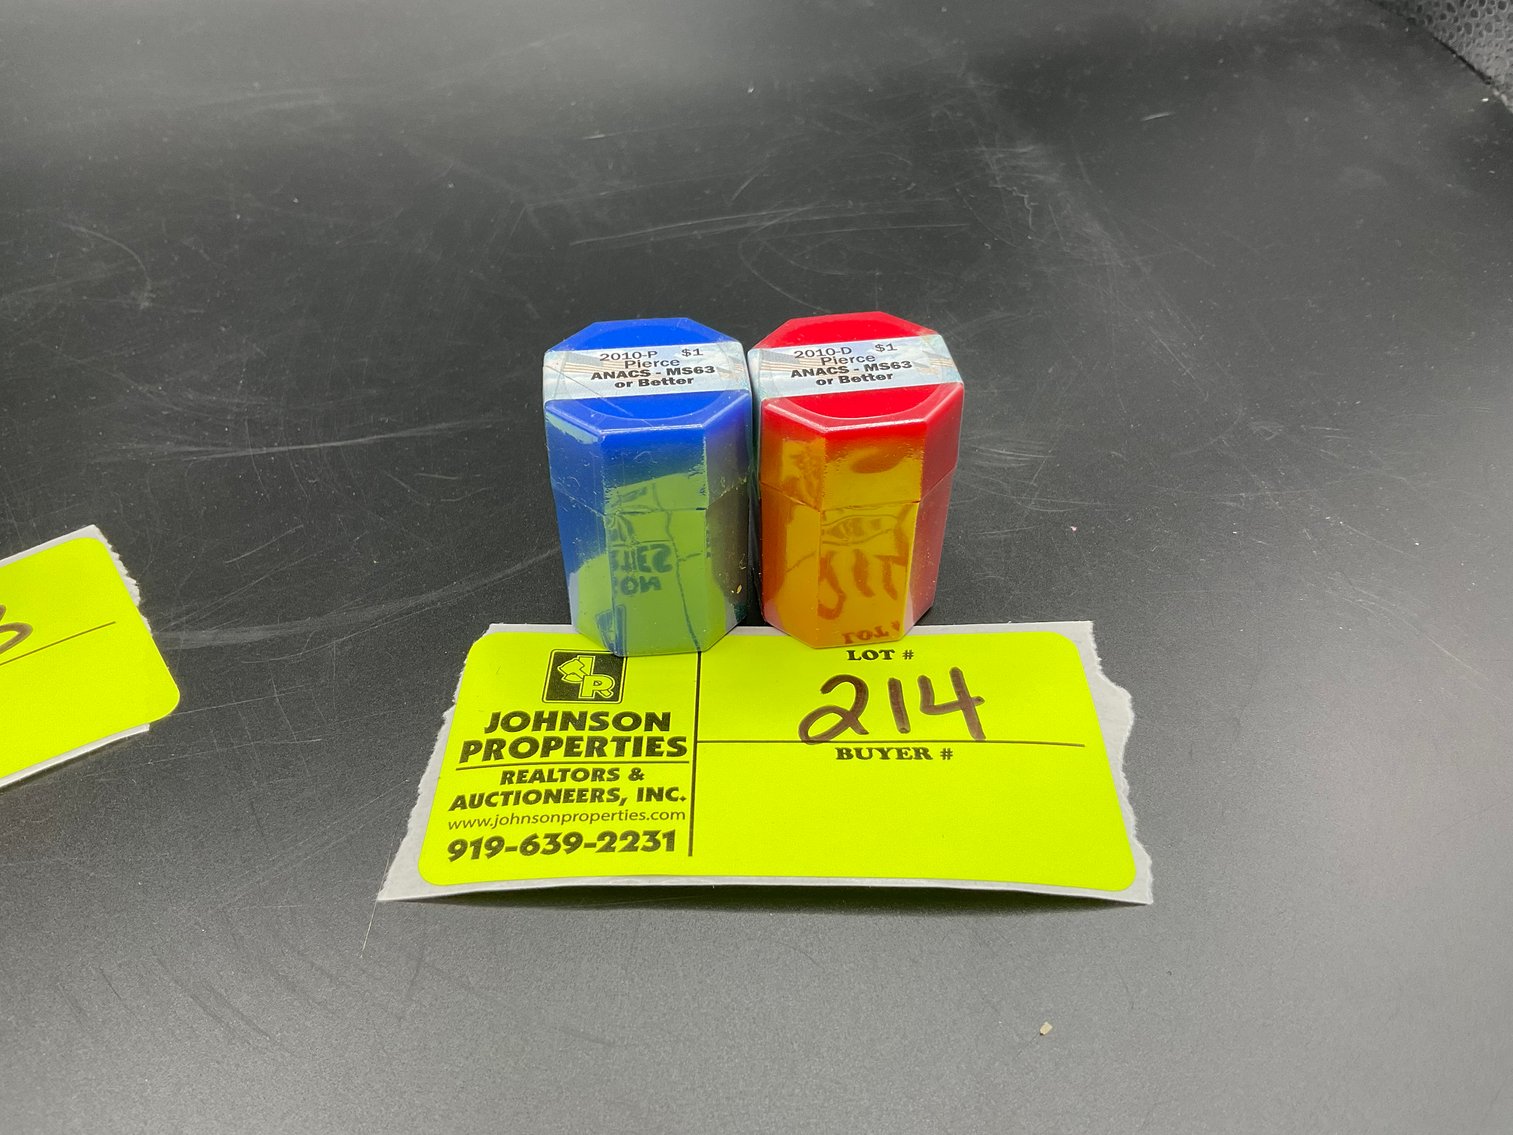 2010-P $1
Pierce
ANACS - MS63
or Better
2010-D $1
Pierce
ANACS - MS63
or Better
JR
JOHNSON
PROPERTIES
REALTORS &
AUCTIONEERS, INC.
www.johnsonproperties.com
919-639-2231
LOT #
214
BUYER #